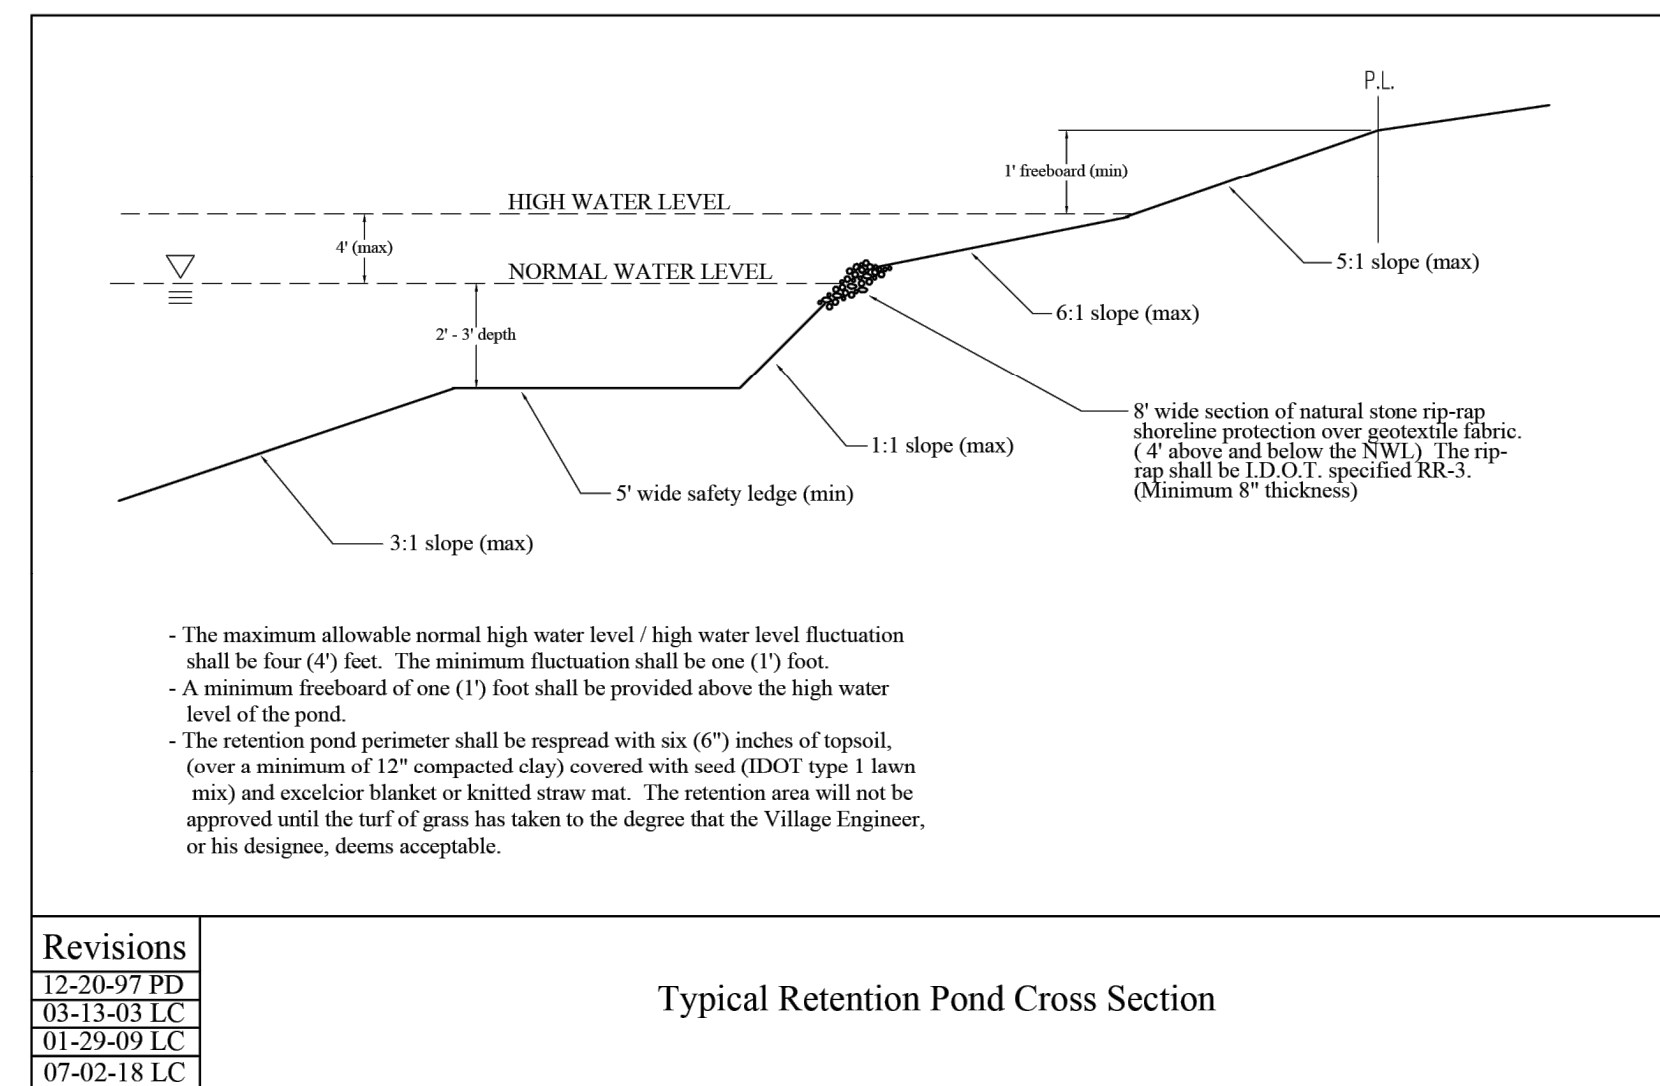 P.L.
1' freeboard (min)
HIGH WATER LEVEL
4' (max)
NORMAL WATER LEVEL
5:1 slope (max)
6:1 slope (max)
2' - 3' depth
8' wide section of natural stone rip-rap
shoreline protection over geotextile fabric.
( 4' above and below the NWL)  The rip-
rap shall be I.D.O.T. specified RR-3.
(Minimum 8" thickness)
1:1 slope (max)
5' wide safety ledge (min)
3:1 slope (max)
- The maximum allowable normal high water level / high water level fluctuation
shall be four (4') feet.  The minimum fluctuation shall be one (1') foot.
- A minimum freeboard of one (1') foot shall be provided above the high water
level of the pond.
- The retention pond perimeter shall be respread with six (6") inches of topsoil,
(over a minimum of 12" compacted clay) covered with seed (IDOT type 1 lawn
mix) and excelcior blanket or knitted straw mat.  The retention area will not be
approved until the turf of grass has taken to the degree that the Village Engineer,
or his designee, deems acceptable.
Revisions
12-20-97 PD
03-13-03 LC
01-29-09 LC
07-02-18 LC
Typical Retention Pond Cross Section